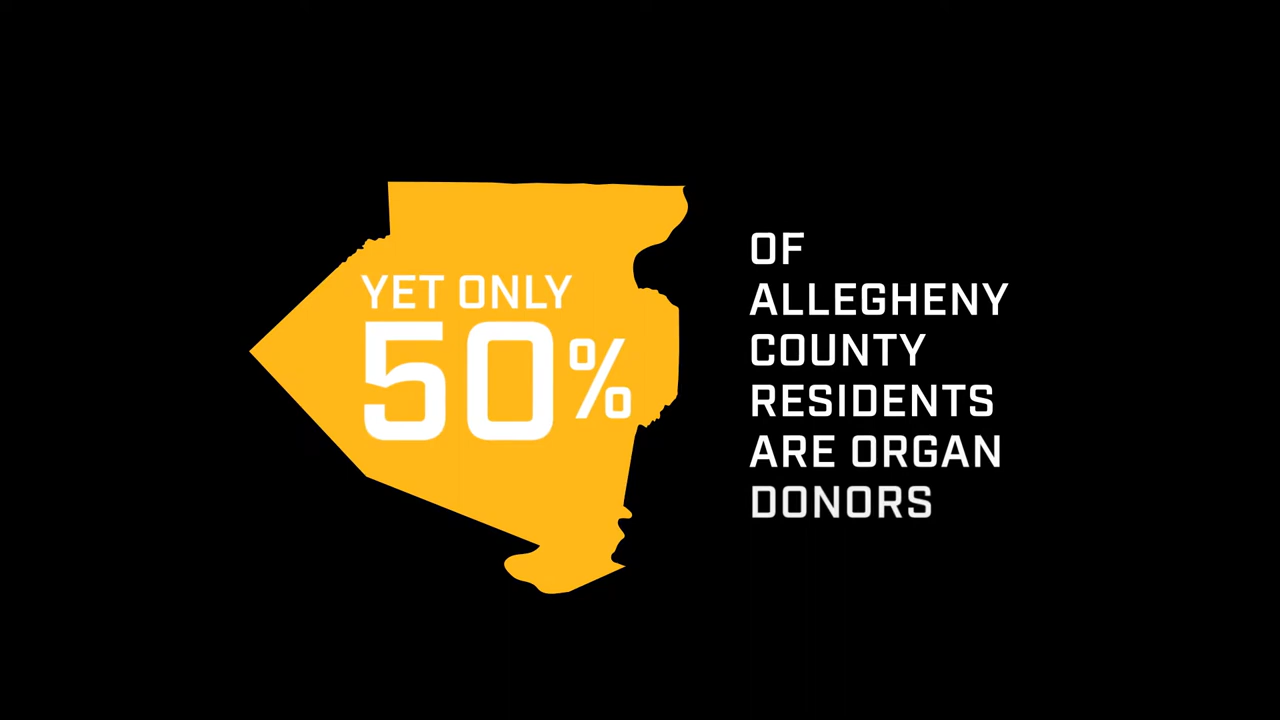 YET ONLY
50%
OF
ALLEGHENY
COUNTY
RESIDENTS
ARE ORGAN
DONORS